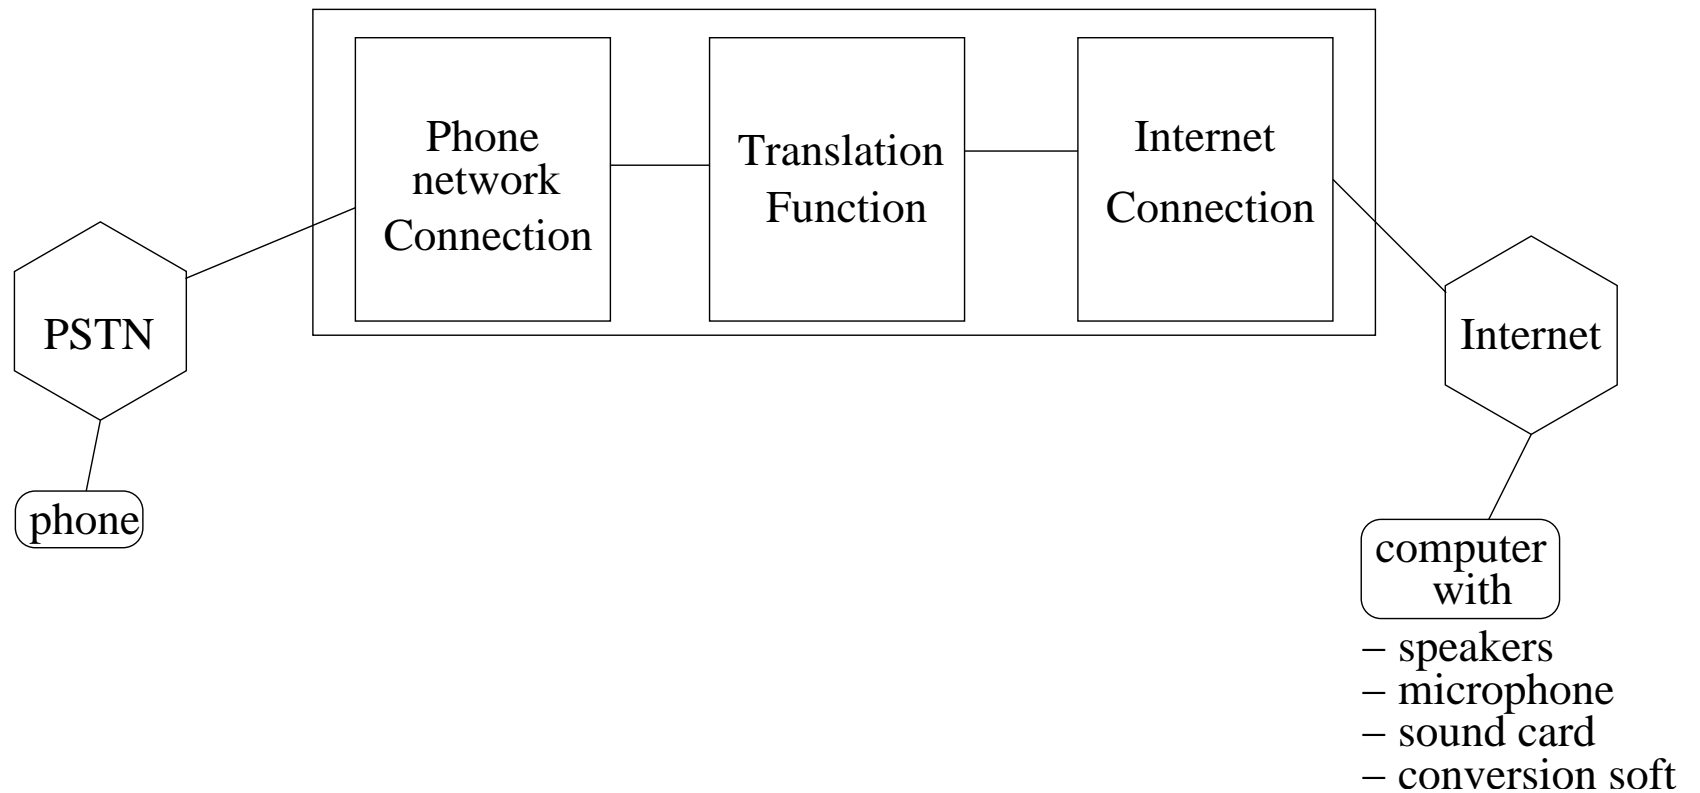 Phone
network
Connection
Translation
Function
Internet
Connection
PSTN
Internet
phone
computer
with
– speakers
– microphone
– sound card
– conversion soft